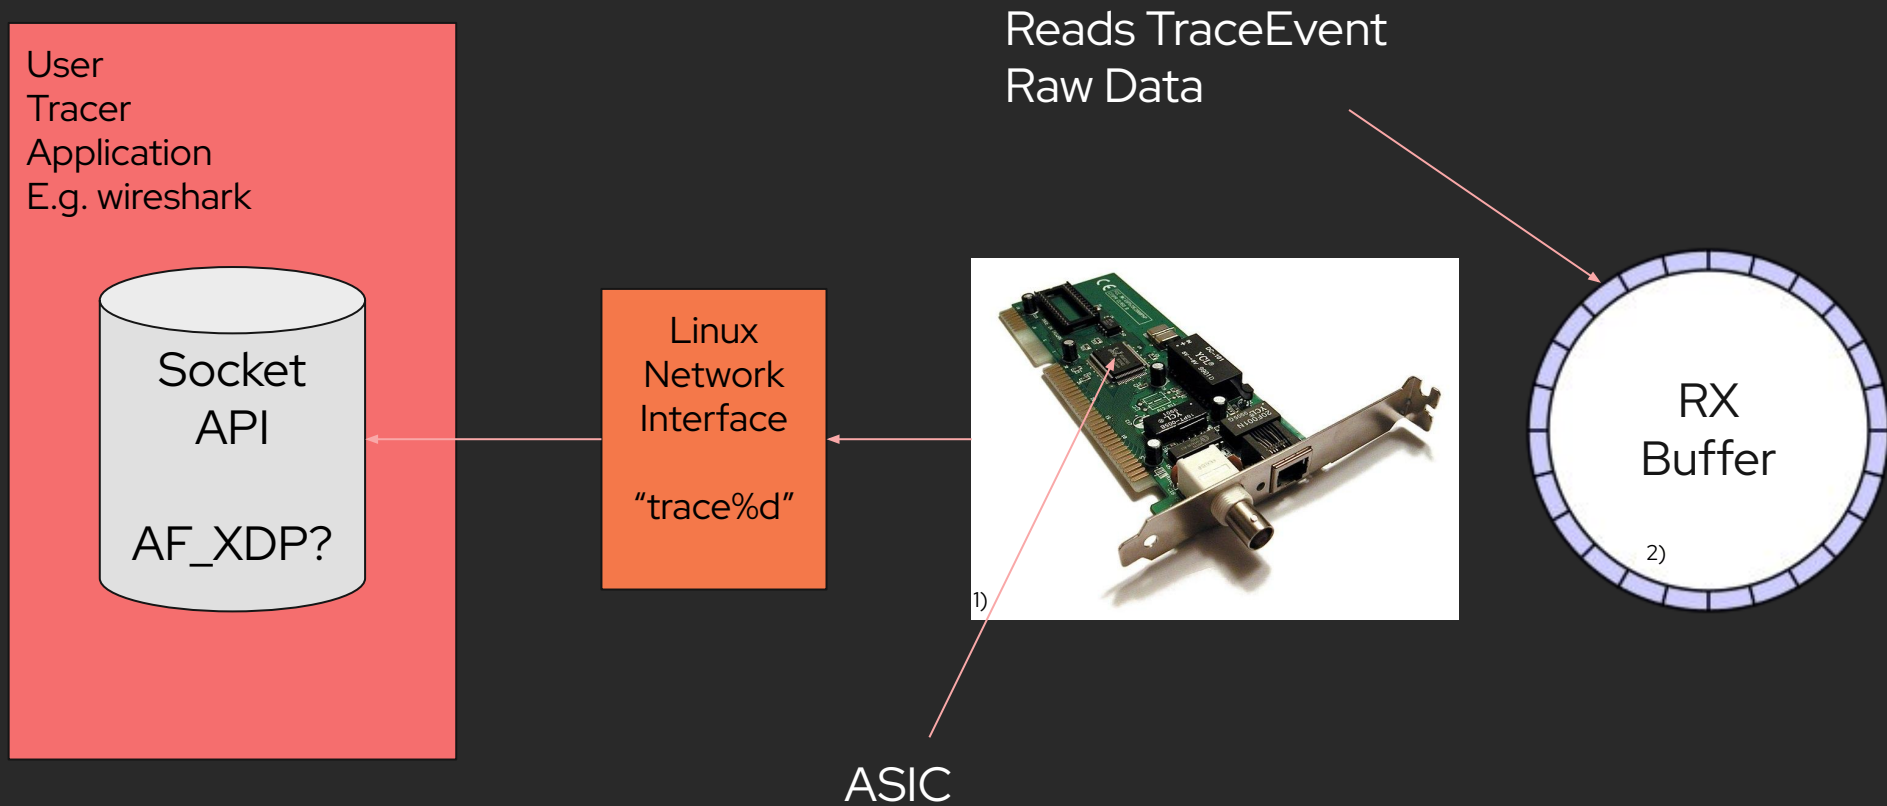 User
Tracer
Application
E.g. wireshark
Socket
API
AF_XDP?
Linux
Network
Interface
“trace%d”
Reads TraceEvent
Raw Data
1)
ASIC
RX
Buffer
2)